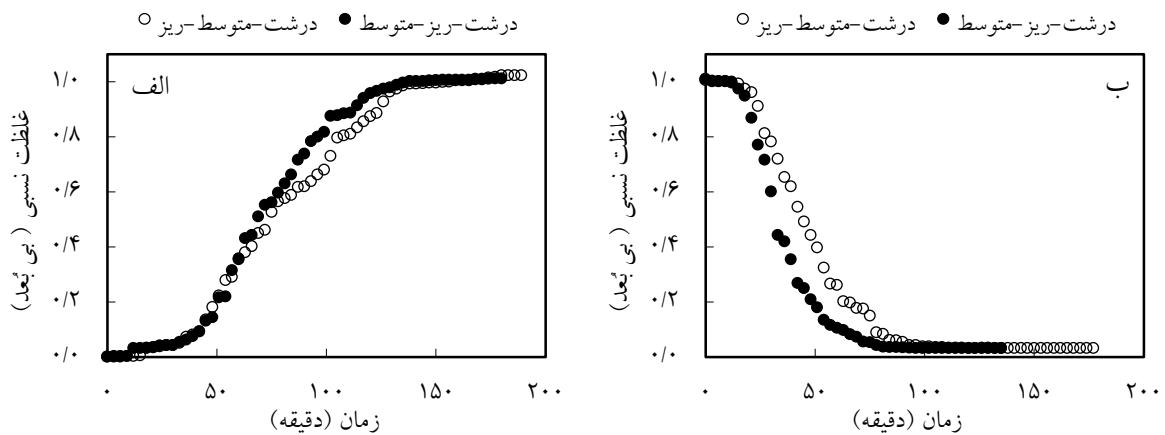 درشت-متوسط-ریز
درشت-ریز-متوسط
الف
غلظت نسبی (بی بُعد)
۱/۰
۰/۸
۰/۶
۰/۴
۰/۲
۰/۰
۰ ۵۰ ۱۰۰ ۱۵۰ ۲۰۰
زمان (دقیقه)
درشت-متوسط-ریز
درشت-ریز-متوسط
ب
غلظت نسبی (بی بُعد)
۱/۰
۰/۸
۰/۶
۰/۴
۰/۲
۰/۰
۰ ۵۰ ۱۰۰ ۱۵۰ ۲۰۰
زمان (دقیقه)